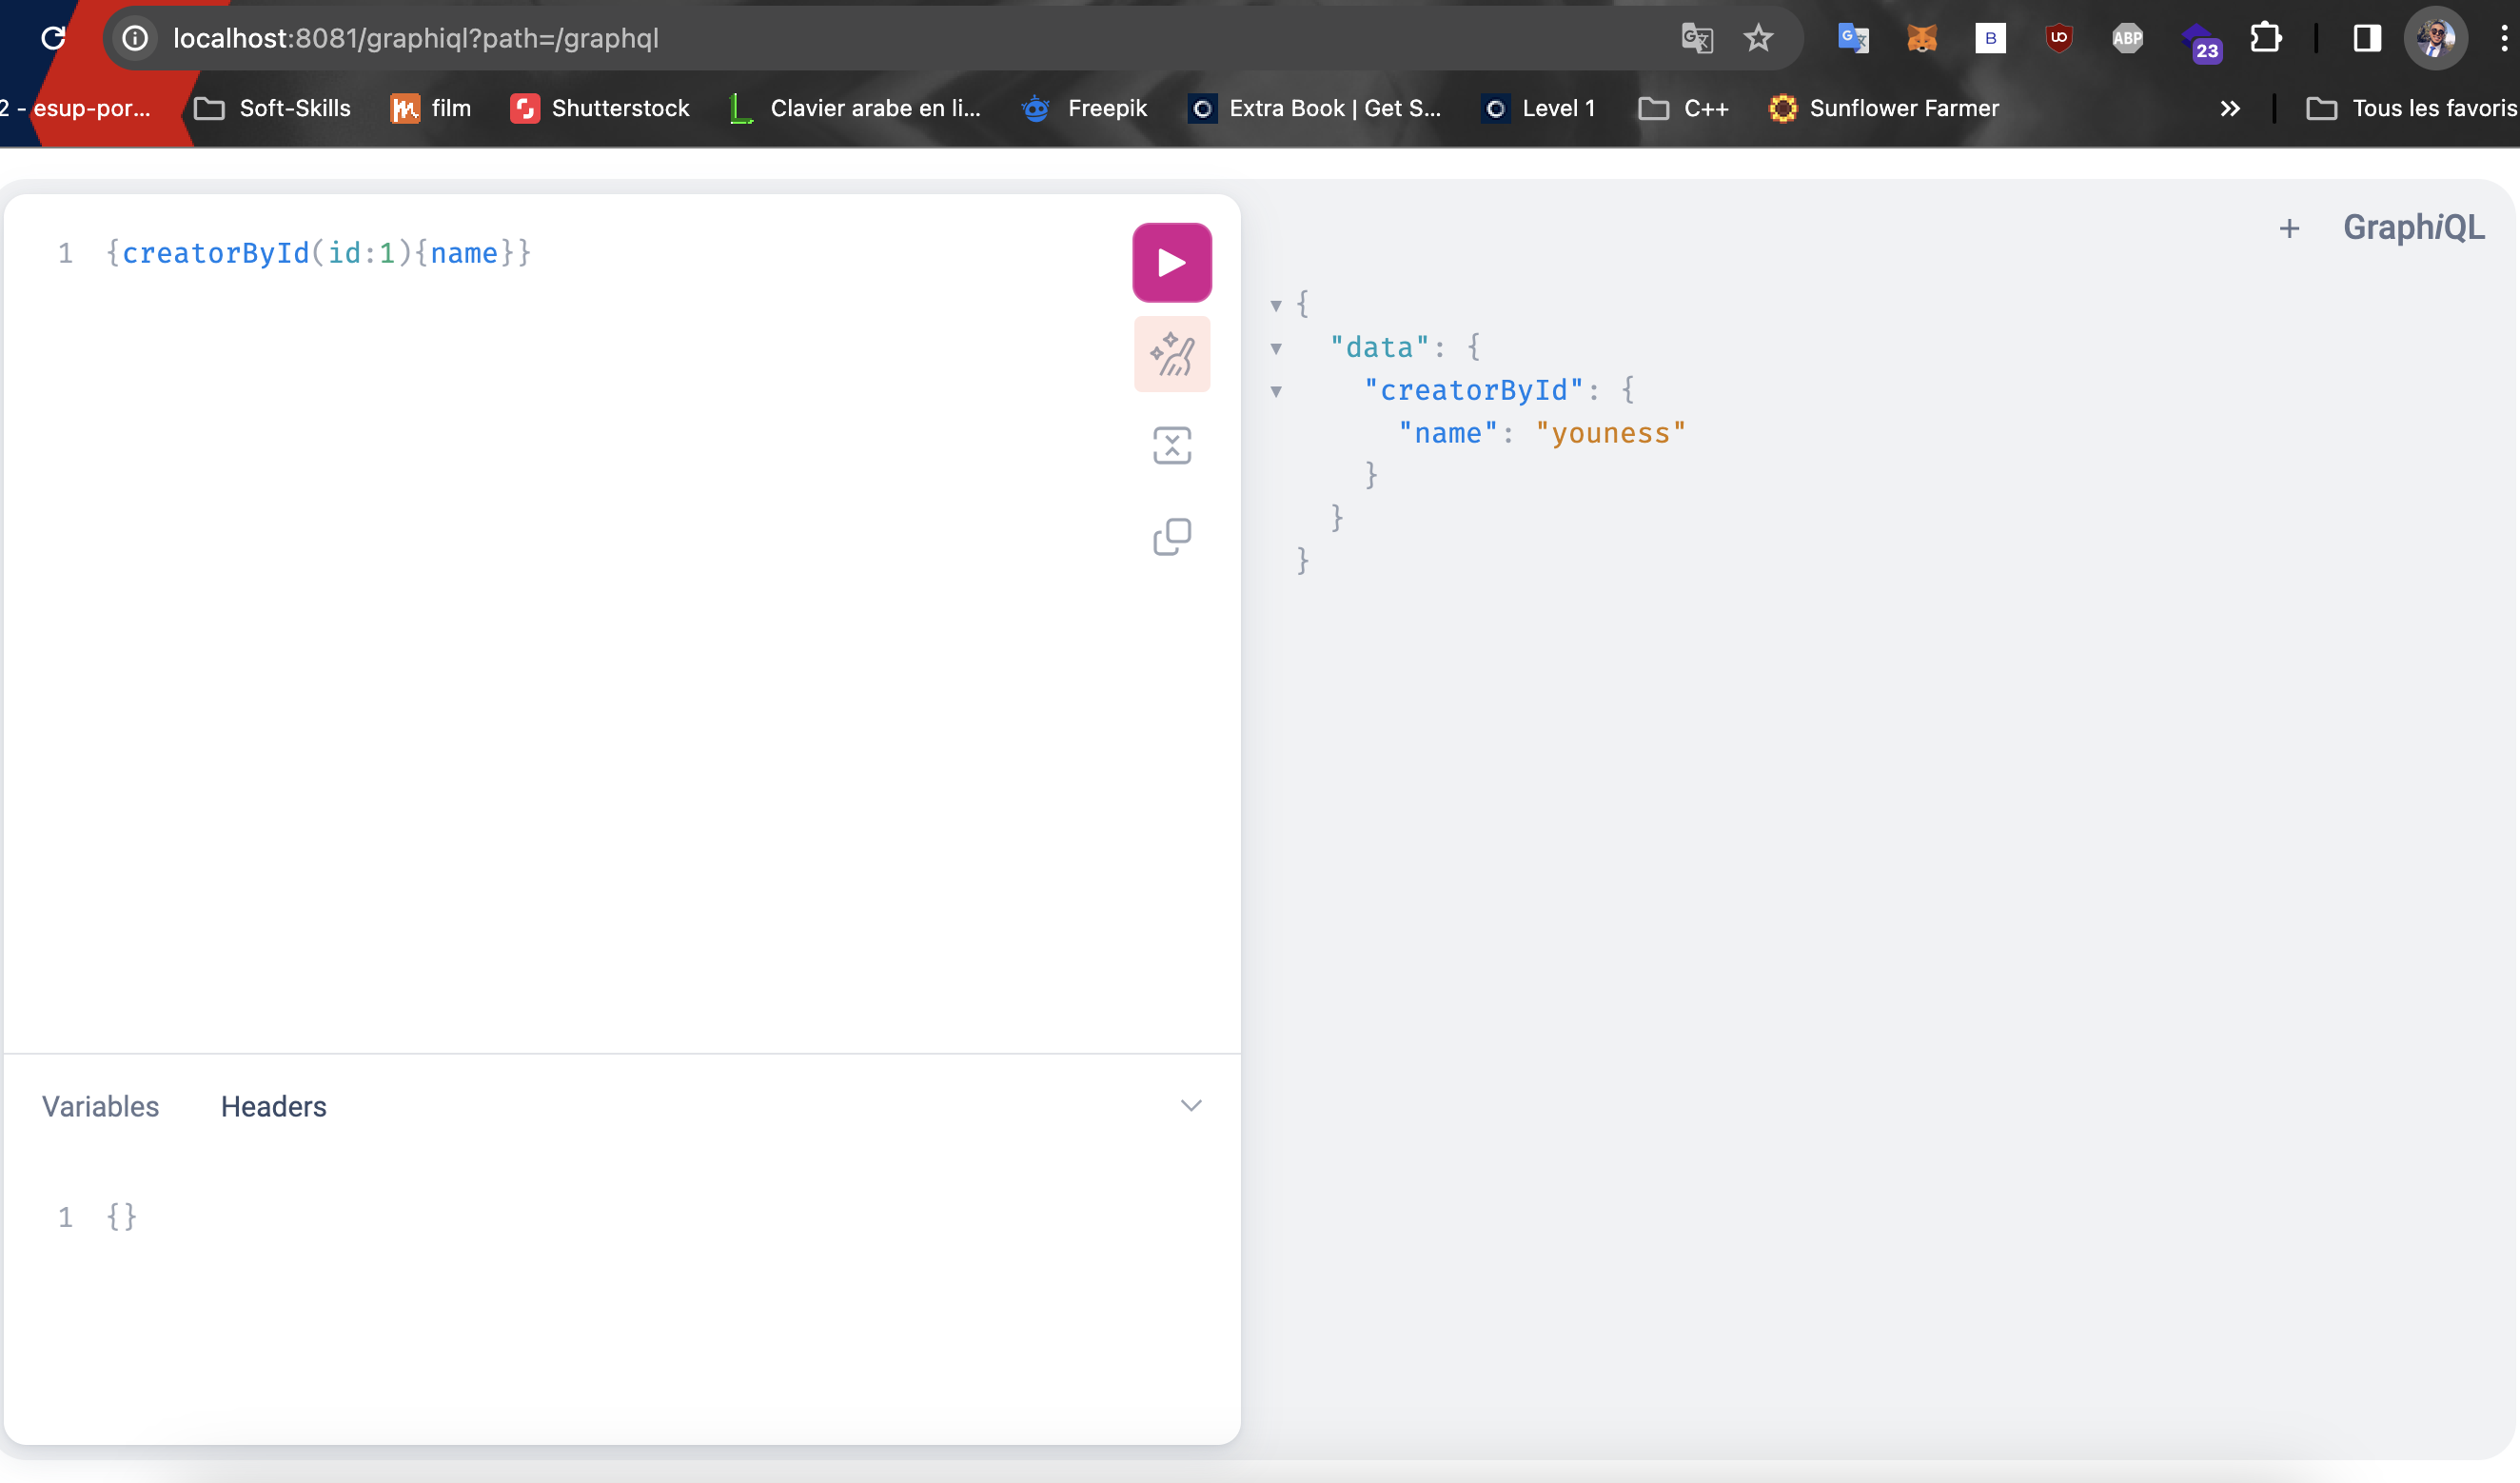 localhost:8081/graphiql?path=/graphql
B
UO
ABP
23
2 - esup-por...
Soft-Skills
film
Shutterstock
Clavier arabe en li...
Freepik
Extra Book | Get S...
Level 1
C++
Sunflower Farmer
Tous les favoris
1 {creatorById(id:1){name}}
+ GraphiQL
{
"data": {
"creatorById": {
"name": "youness"
}
}
}
Variables Headers
1 {}